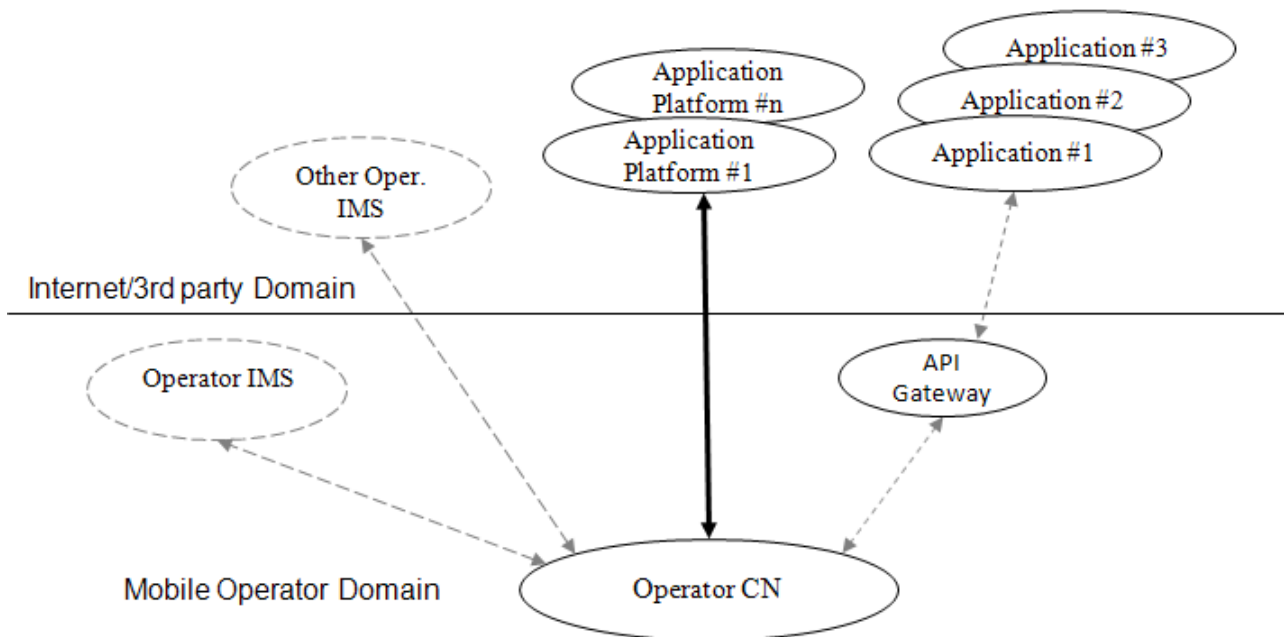 Application #3
Application
Platform #n
Application #2
Application
Platform #1
Application #1
Other Oper.
IMS
Internet/3rd party Domain
Operator IMS
API
Gateway
Mobile Operator Domain
Operator CN